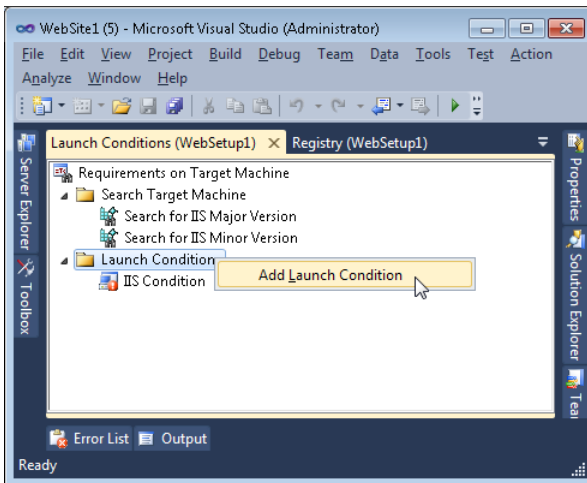 WebSite1 (5) - Microsoft Visual Studio (Administrator)
File Edit View Project Build Debug Team Data Tools Test Action
Analyze Window Help
Launch Conditions (WebSetup1) Registry (WebSetup1)
Server Explorer
Toolbox
Requirements on Target Machine
Search Target Machine
Search for IIS Major Version
Search for IIS Minor Version
Launch Condition
Add Launch Condition
IIS Condition
Properties
Solution Explorer
Error List Output
Ready